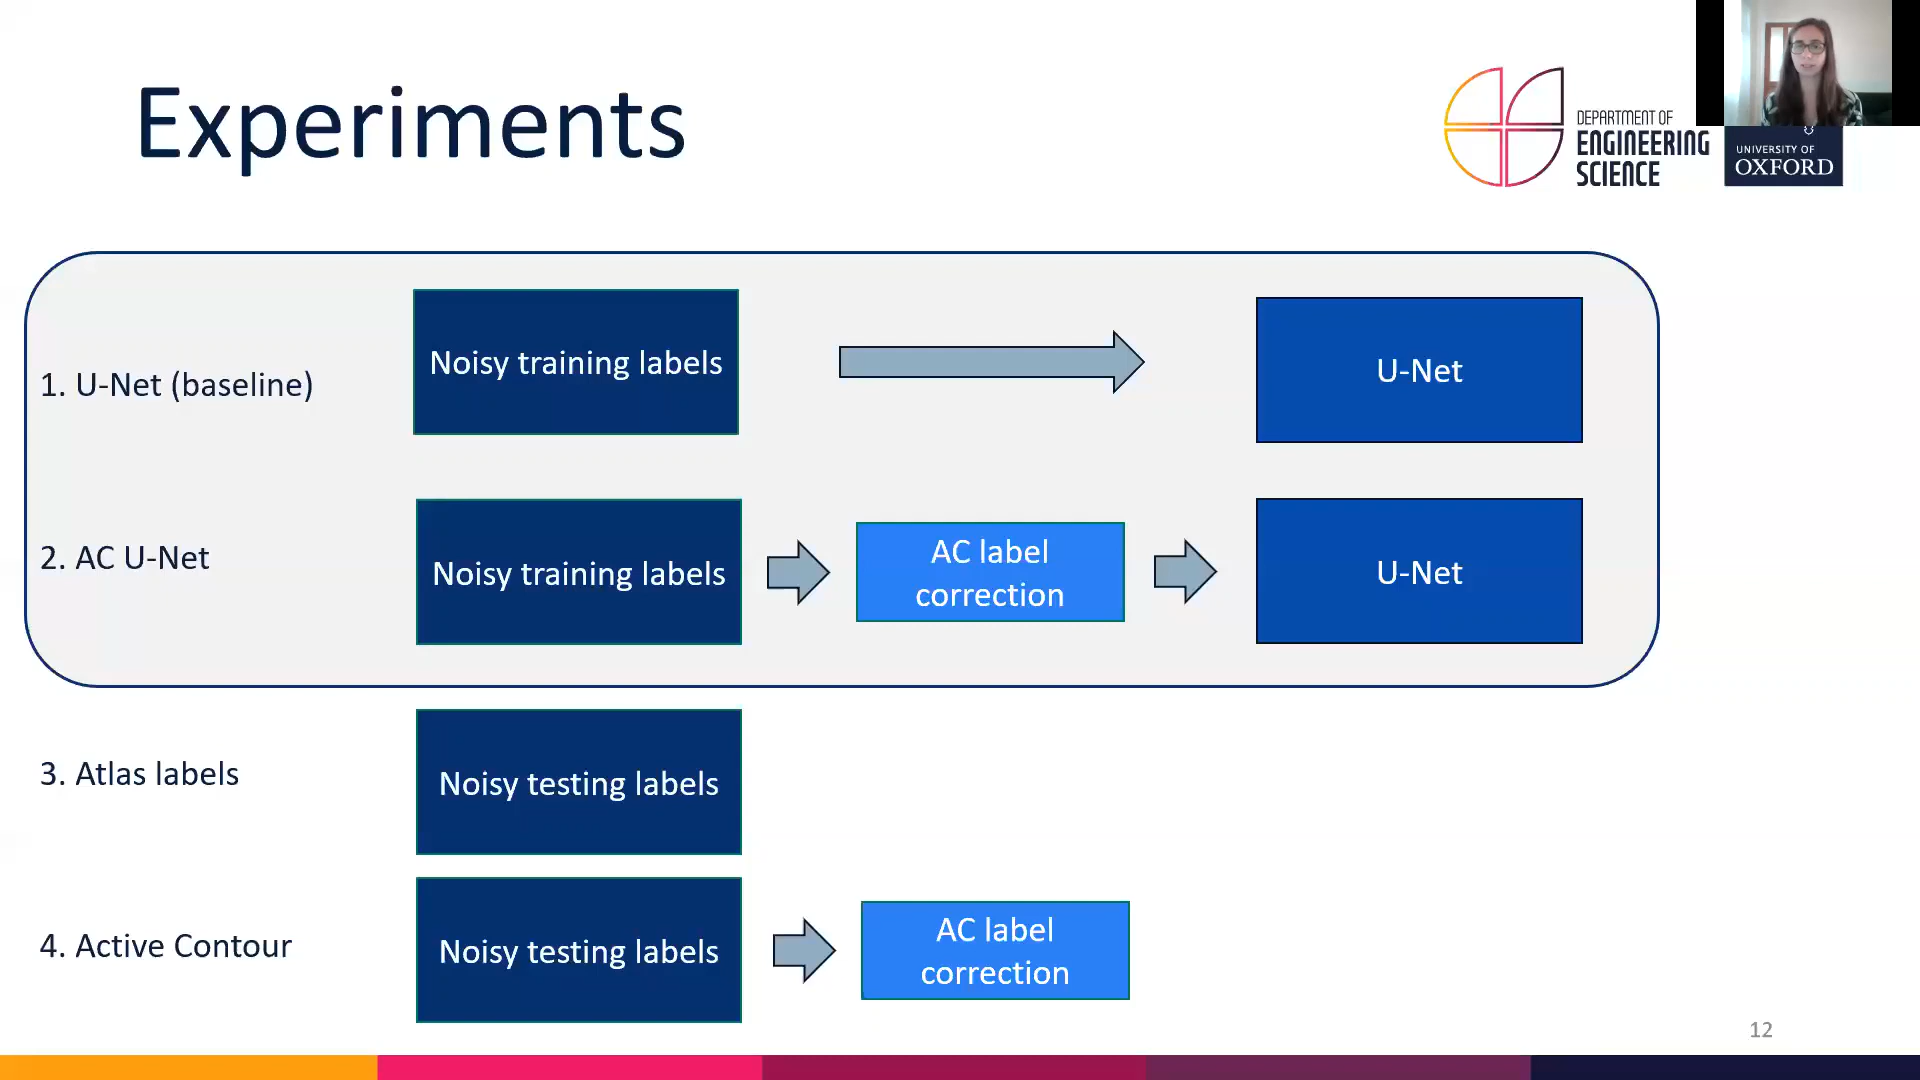 Experiments
DEPARTMENT OF
ENGINEERING
SCIENCE
UNIVERSITY OF
OXFORD
1. U-Net (baseline)
Noisy training labels
U-Net
2. AC U-Net
Noisy training labels
AC label
correction
U-Net
3. Atlas labels
Noisy testing labels
4. Active Contour
Noisy testing labels
AC label
correction
12